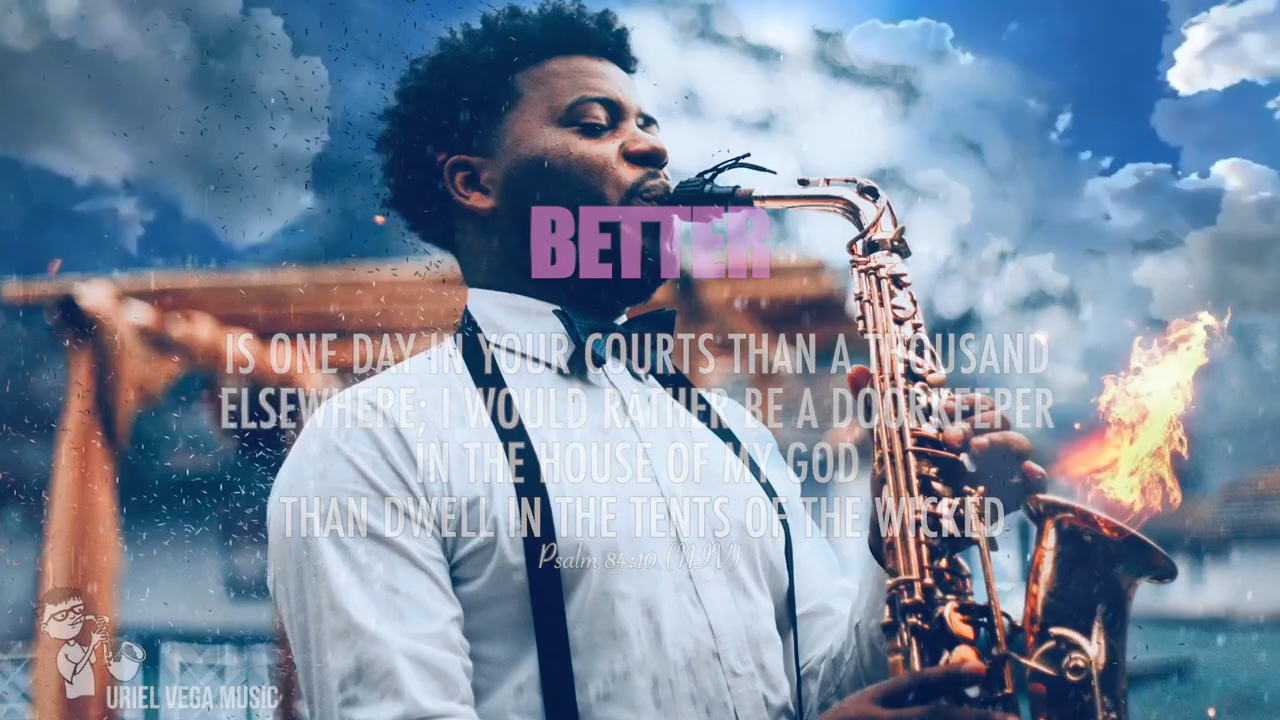 BETTER
IS ONE DAY IN YOUR COURTS THAN A THOUSAND
ELSEWHERE; I WOULD RATHER BE A DOORKEEPER
IN THE HOUSE OF MY GOD
THAN DWELL IN THE TENTS OF THE WICKED
Psalm 84:10 (NIV)
URIEL VEGA MUSIC